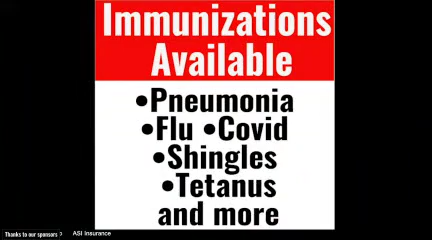 Immunizations
Available
•Pneumonia
•Flu •Covid
•Shingles
•Tetanus
and more
Thanks to our sponsors ? ASI Insurance